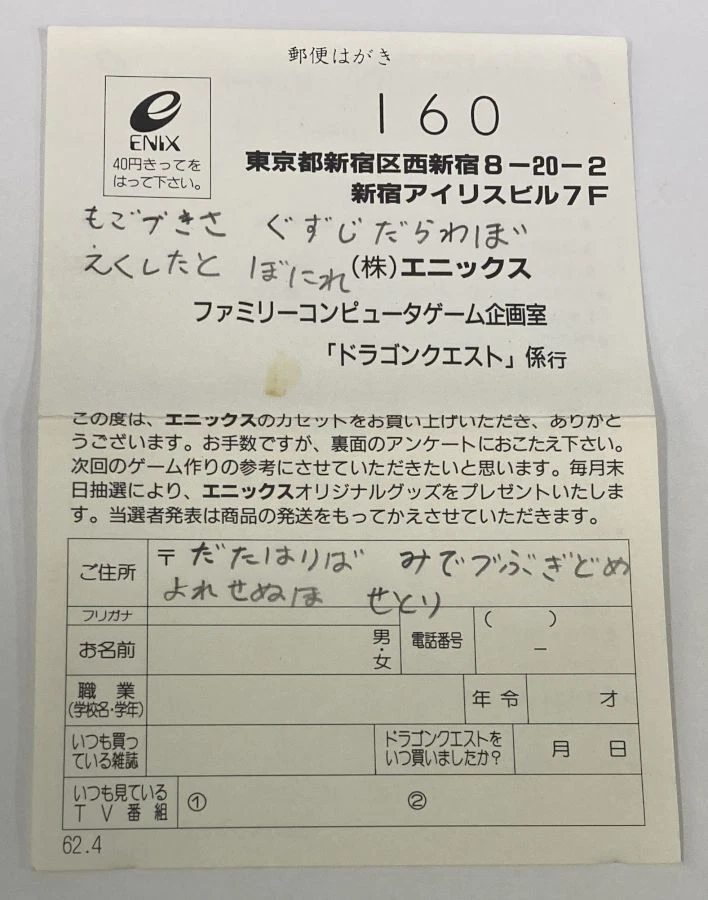 郵便はがき
ENIX
40円きってを
はって下さい。
160
東京都新宿区西新宿8-20-2
新宿アイリスビル7F
もごづきさ ぐずじだらわほば
えくしたと ぼにれ
(株)エニックス
ファミリーコンピュータゲーム企画室
「ドラゴンクエスト」係行
この度は、エニックスのカセットをお買い上げいただき、ありがと
うございます。お手数ですが、裏面のアンケートにおこたえ下さい。
次回のゲーム作りの参考にさせていただきたいと思います。毎月末
日抽選により、エニックスオリジナルグッズをプレゼントいたしま
す。当選者発表は商品の発送をもってかえさせていただきます。
ご住所 〒 だたはりば みでづぶぎどめ
よれせぬほ せとり
フリガナ
お名前 男・女 電話番号 ( ) ー
職業 (学校名・学年) 年令 才
いつも買っ
ている雑誌
ドラゴンクエストを
いつ買いましたか? 月 日
いつも見ている
TV番組 ① ②
62.4